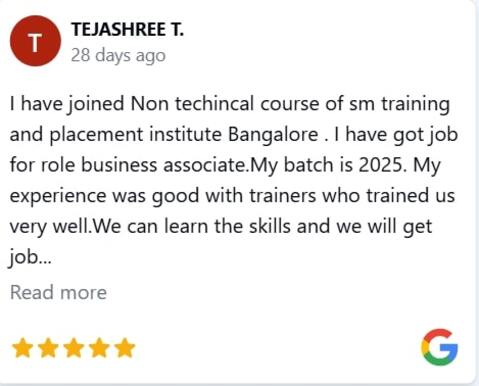 T
TEJASHREE T.
28 days ago
I have joined Non techincal course of sm training
and placement institute Bangalore . I have got job
for role business associate.My batch is 2025. My
experience was good with trainers who trained us
very well.We can learn the skills and we will get
job...
Read more